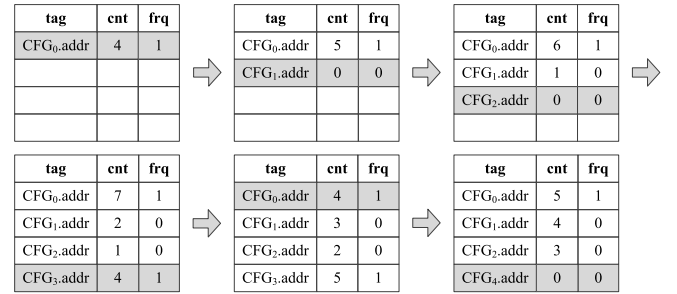 tag cnt frq
CFG₀.addr 4 1
tag cnt frq
CFG₀.addr 5 1
CFG₁.addr 0 0
tag cnt frq
CFG₀.addr 6 1
CFG₁.addr 1 0
CFG₂.addr 0 0
tag cnt frq
CFG₀.addr 7 1
CFG₁.addr 2 0
CFG₂.addr 1 0
CFG₃.addr 4 1
tag cnt frq
CFG₀.addr 4 1
CFG₁.addr 3 0
CFG₂.addr 2 0
CFG₃.addr 5 1
tag cnt frq
CFG₀.addr 5 1
CFG₁.addr 4 0
CFG₂.addr 3 0
CFG₄.addr 0 0